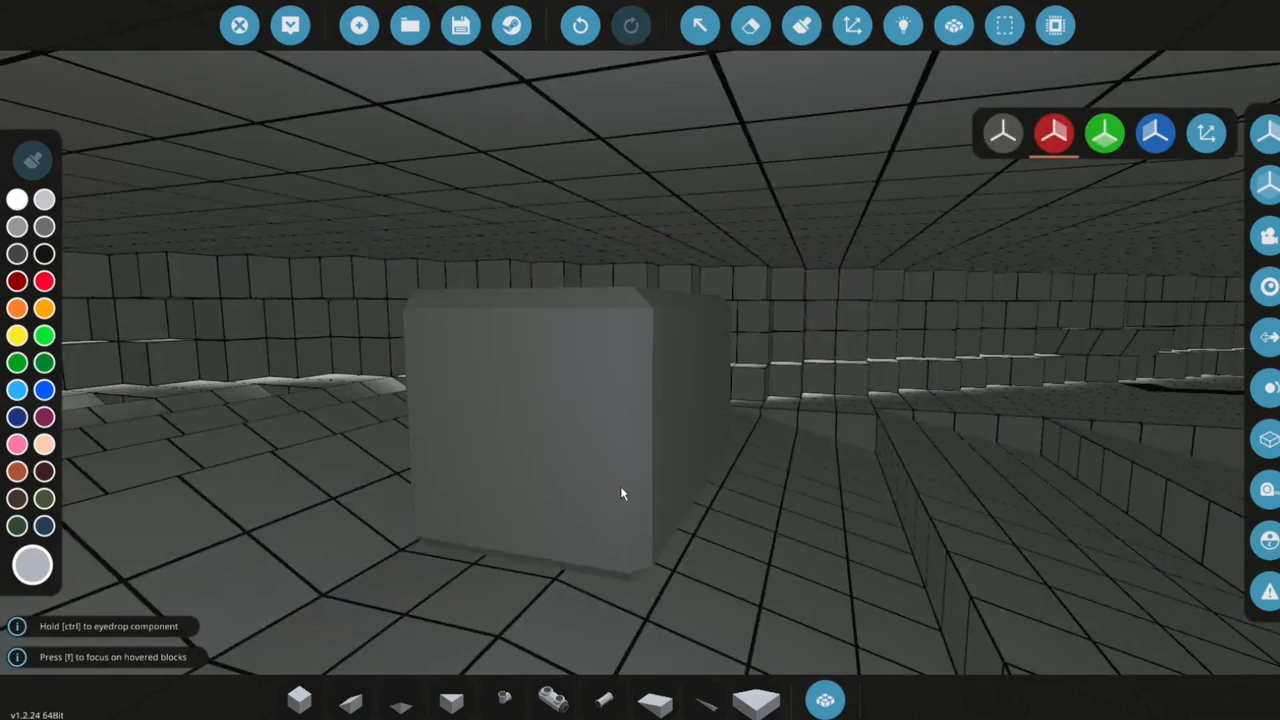 Hold [ctrl] to eyedrop component
Press [f] to focus on hovered blocks
v1.2.24 64Bit